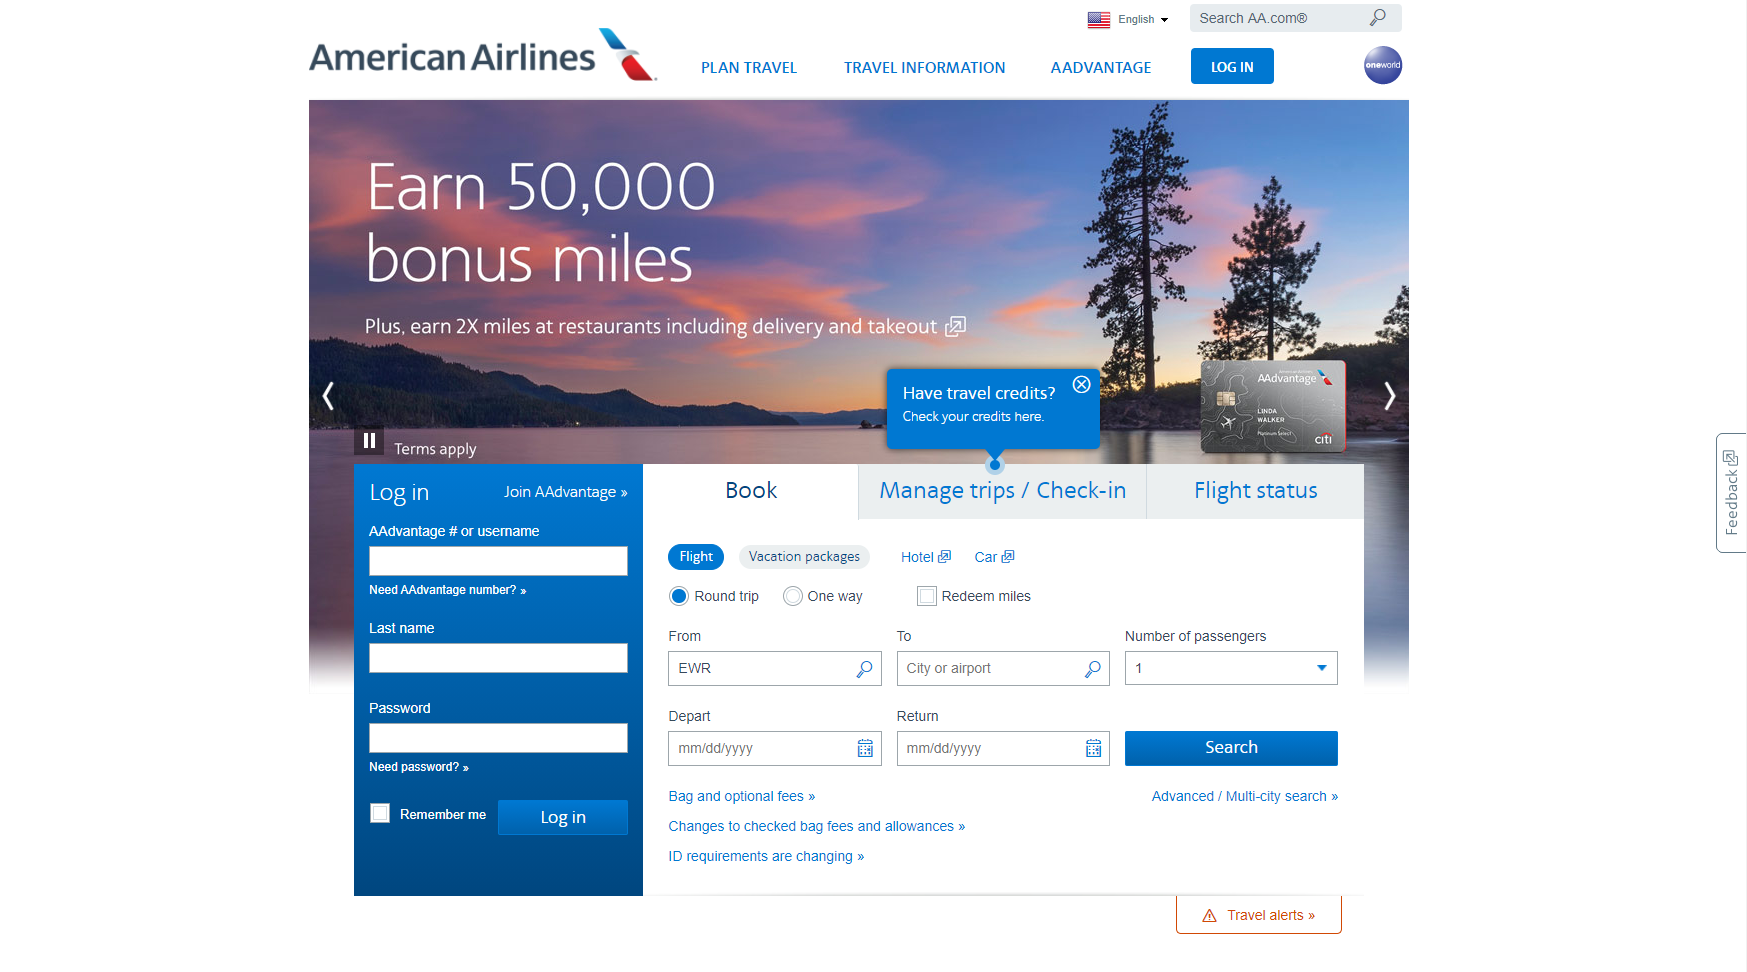 English
Search AA.com®
American Airlines
PLAN TRAVEL
TRAVEL INFORMATION
AADVANTAGE
LOG IN
oneworld
Earn 50,000
bonus miles
Plus, earn 2X miles at restaurants including delivery and takeout
Have travel credits?
Check your credits here.
American Airlines
AAdvantage
LINDA
WALKER
Platinum Select
citi
Terms apply
Feedback
Log in
Join AAdvantage »
AAdvantage # or username
Need AAdvantage number? »
Last name
Password
Need password? »
Remember me
Log in
Book
Manage trips / Check-in
Flight status
Flight
Vacation packages
Hotel
Car
Round trip
One way
Redeem miles
From
To
Number of passengers
EWR
City or airport
1
Depart
Return
mm/dd/yyyy
mm/dd/yyyy
Search
Bag and optional fees »
Advanced / Multi-city search »
Changes to checked bag fees and allowances »
ID requirements are changing »
Travel alerts »